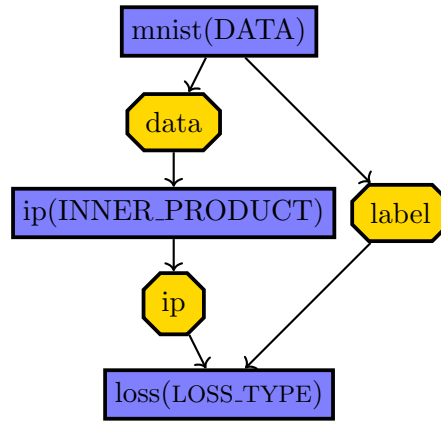 mnist(DATA)
data
ip(INNER_PRODUCT)
label
ip
loss(LOSS_TYPE)